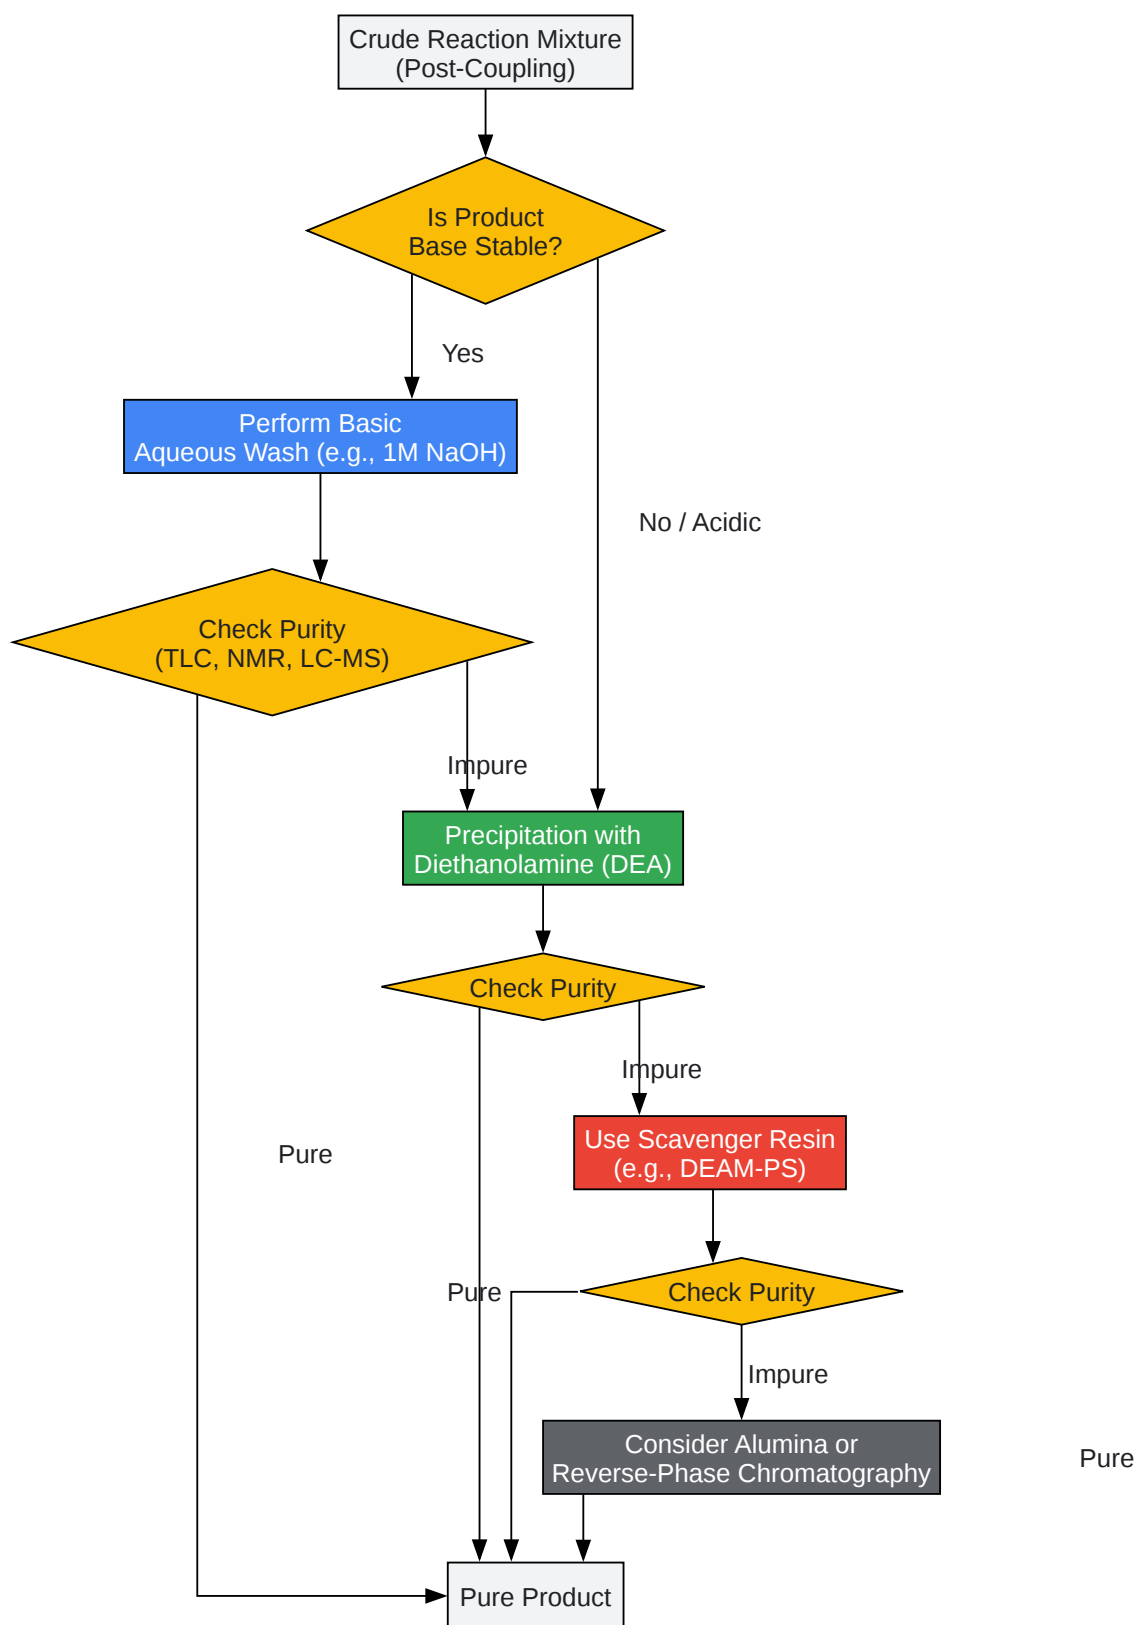 Crude Reaction Mixture
(Post-Coupling)
Is Product
Base Stable?
Yes
Perform Basic
Aqueous Wash (e.g., 1M NaOH)
No / Acidic
Check Purity
(TLC, NMR, LC-MS)
Impure
Precipitation with
Diethanolamine (DEA)
Check Purity
Impure
Use Scavenger Resin
(e.g., DEAM-PS)
Pure
Pure
Check Purity
Impure
Consider Alumina or
Reverse-Phase Chromatography
Pure
Pure Product